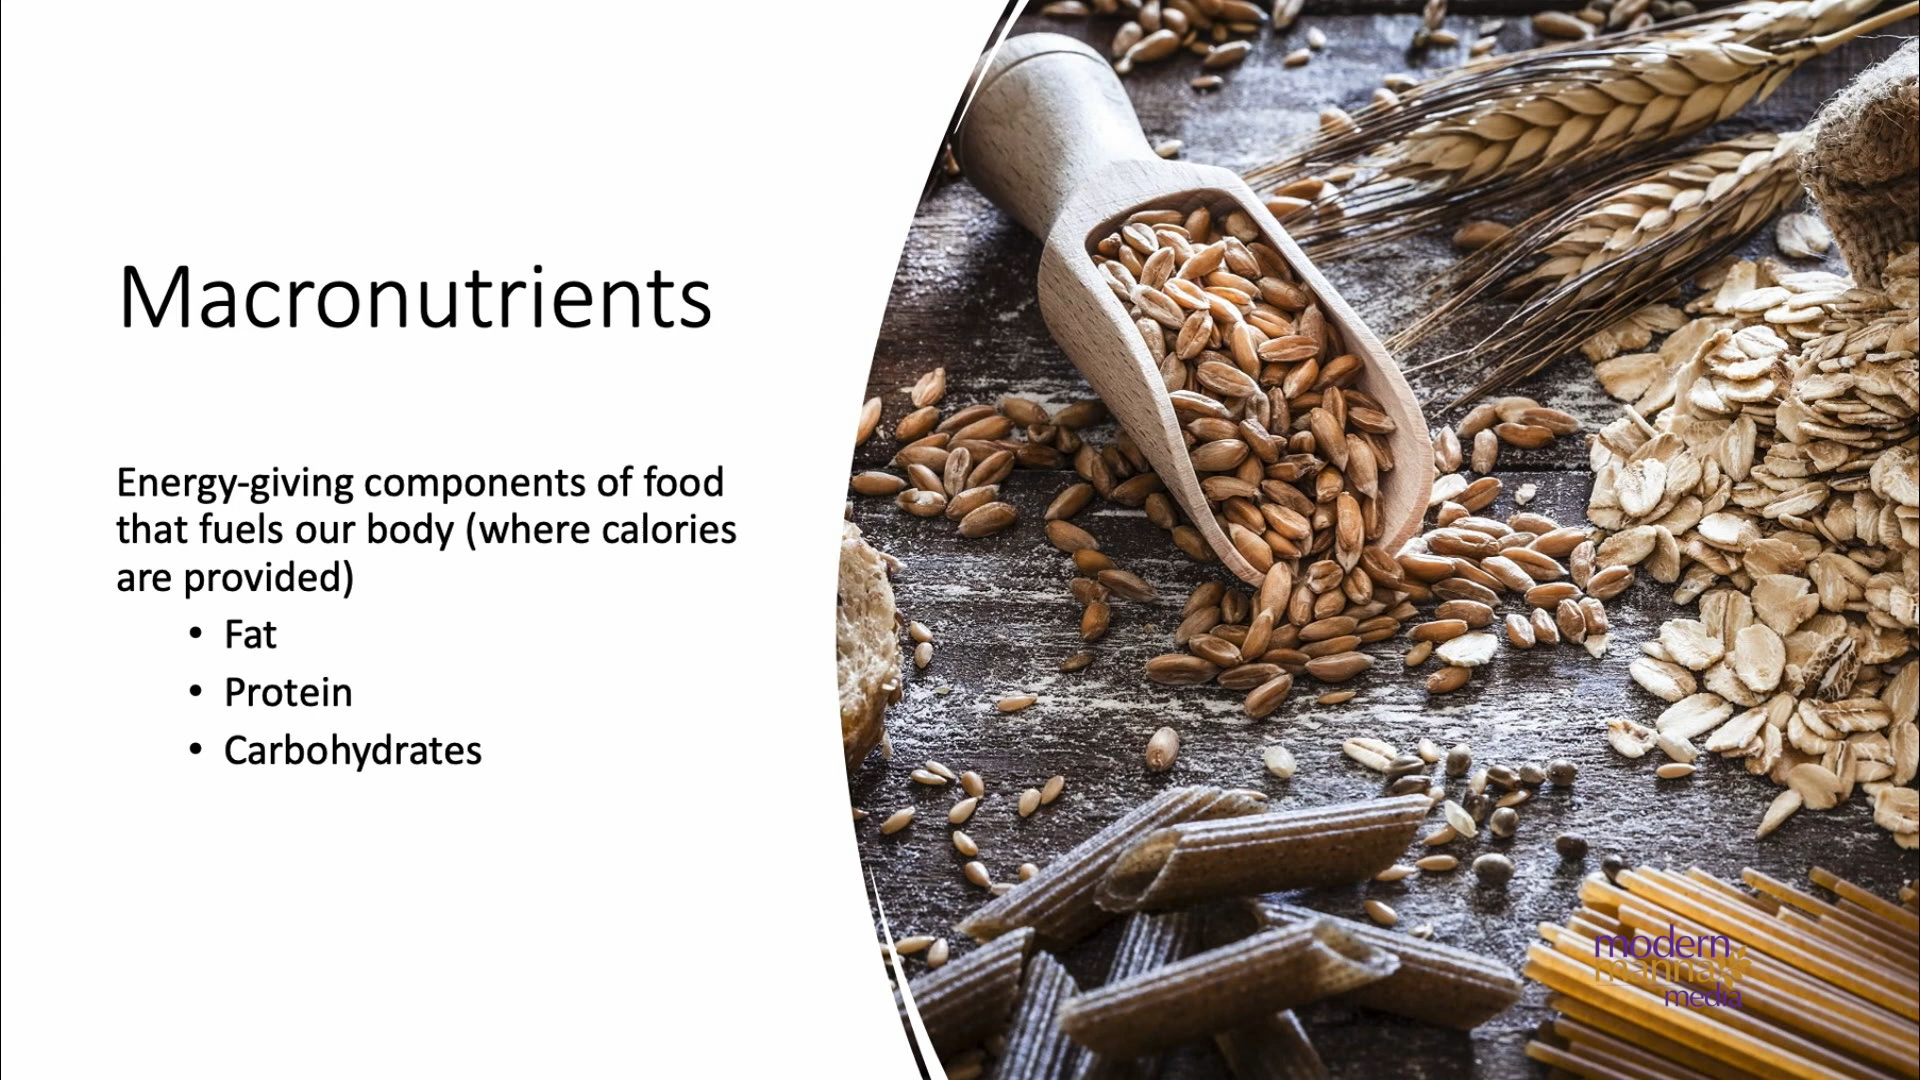 Macronutrients
Energy-giving components of food
that fuels our body (where calories
are provided)
• Fat
• Protein
• Carbohydrates
modern
manna
media